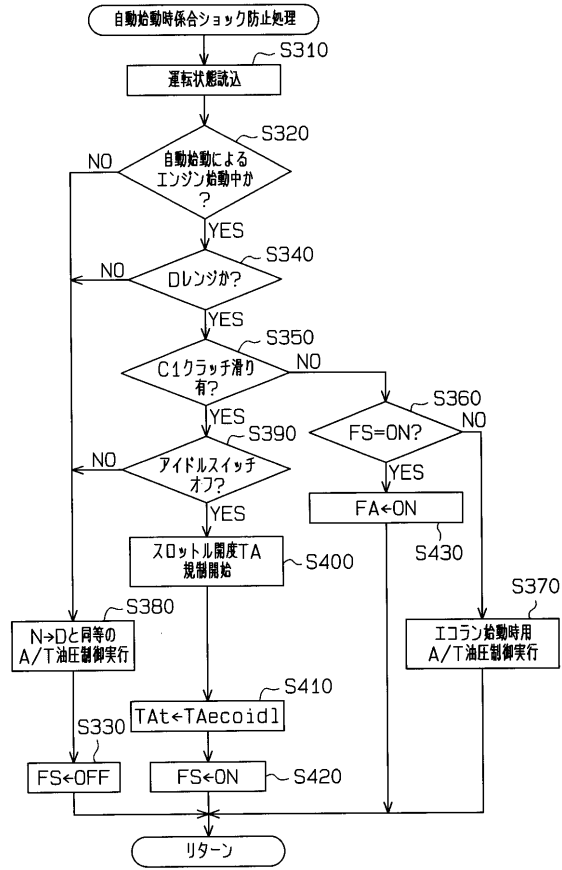 自動始動時係合ショック防止処理
S310
運転状態読込
S320
自動始動による
エンジン始動中か
?
NO
YES
S340
Dレンジか?
NO
YES
S350
C1クラッチ滑り
有?
NO
YES
S360
FS=ON?
NO
YES
S390
アイドルスイッチ
オフ?
NO
YES
FA←ON
S430
スロットル開度TA
規制開始
S400
S380
N→Dと同等の
A/T油圧制御実行
S370
エコラン始動時用
A/T油圧制御実行
S410
TAt←TAecoidl
S330
FS←OFF
FS←ON
S420
リターン